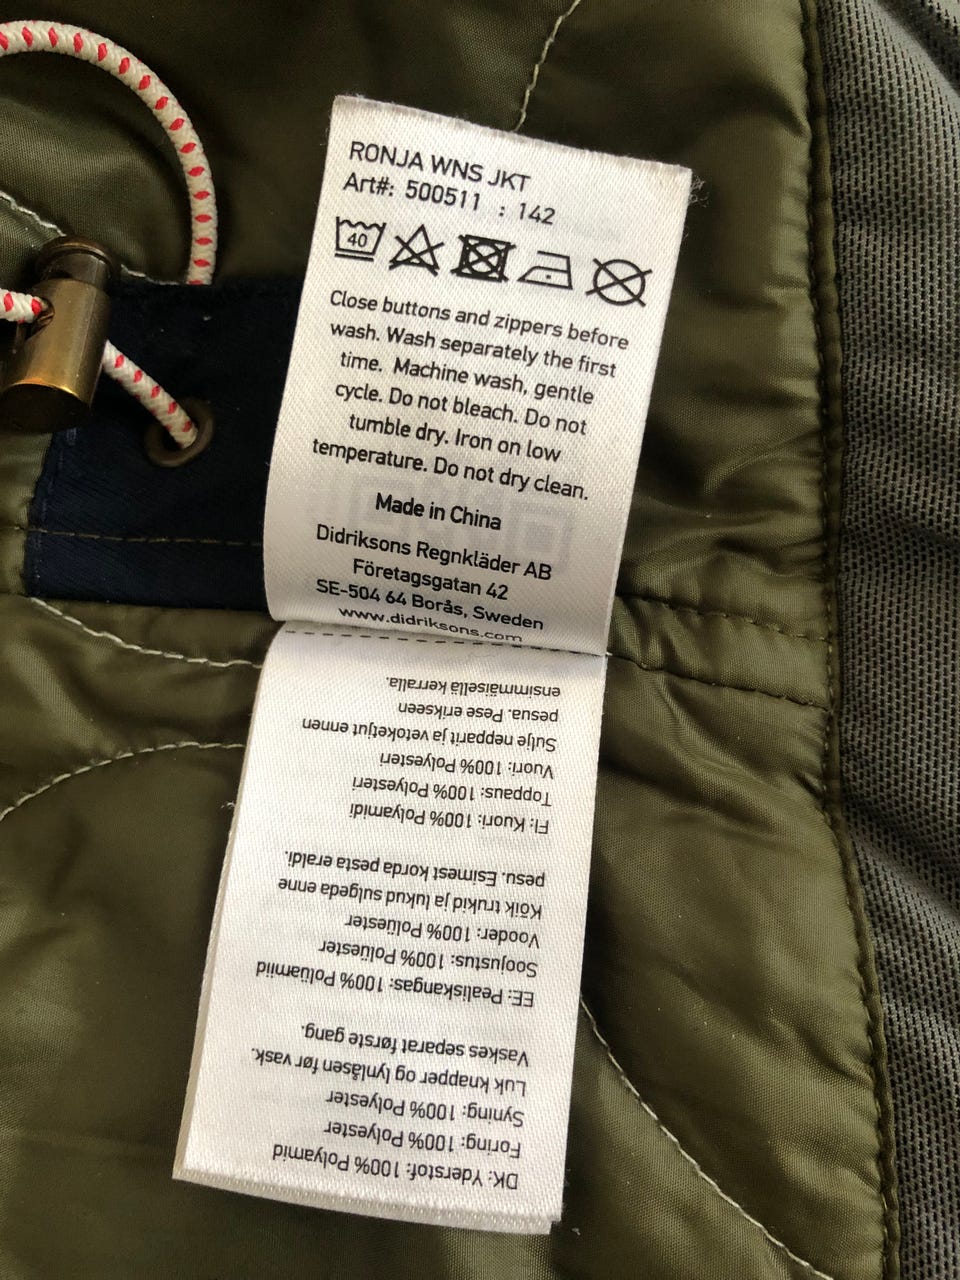 RONJA WNS JKT
Art#: 500511 : 142
40
Close buttons and zippers before
wash. Wash separately the first
time. Machine wash, gentle
cycle. Do not bleach. Do not
tumble dry. Iron on low
temperature. Do not dry clean.
Made in China
Didriksons Regnkläder AB
Företagsgatan 42
SE-504 64 Borås, Sweden
www.didriksons.com
DK: Yderstof: 100% Polyamid
Foring: 100% Polyester
Syning: 100% Polyester
Luk knapper og lynlåsen før vask.
Vaskes separat første gang.
EE: Pealiskangas: 100% Polüamiid
Soojustus: 100% Polüester
Vooder: 100% Polüester
Kõik trukid ja lukud sulgeda enne
pesu. Esimest korda pesta eraldi.
FI: Kuori: 100% Polyamidi
Toppaus: 100% Polyesteri
Vuori: 100% Polyesteri
Sulje nepparit ja vetoketjut ennen
pesua. Pese erikseen
ensimmäisellä kerralla.